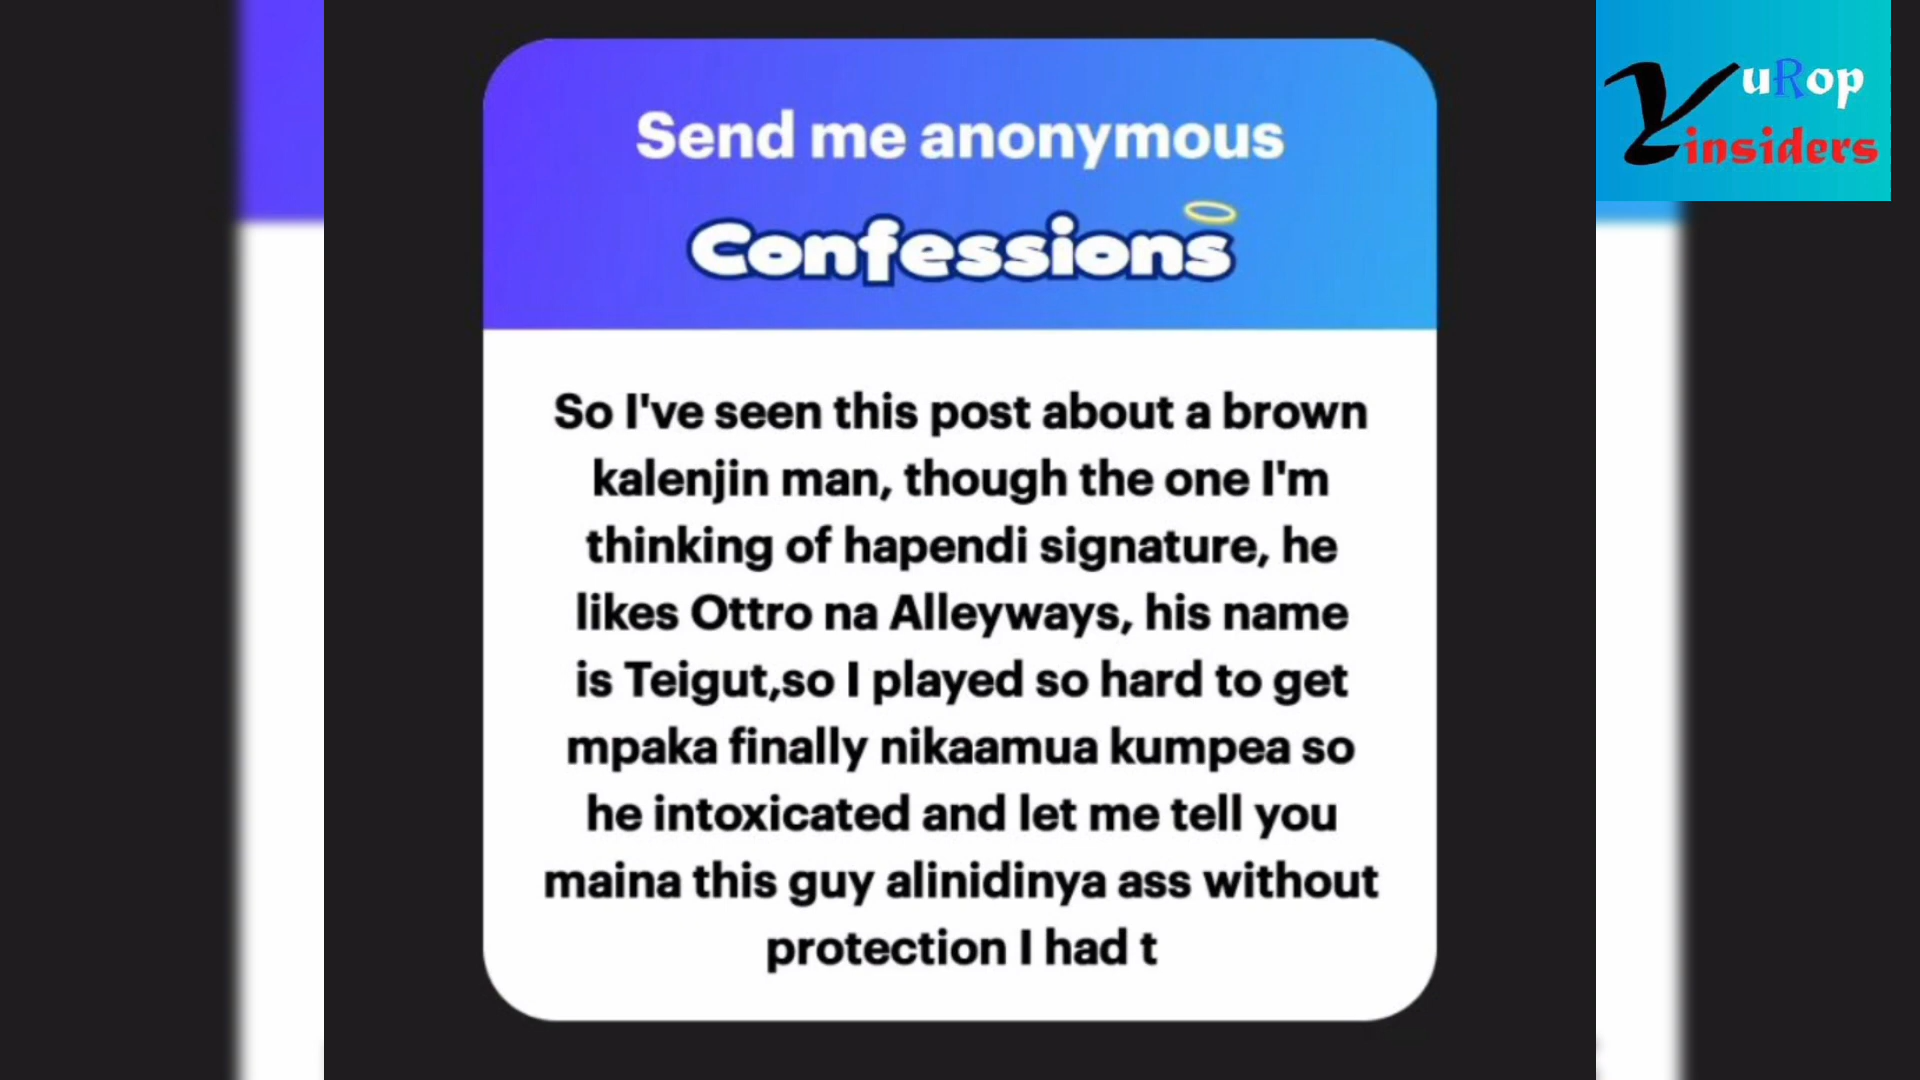 Send me anonymous
Confessions
So I've seen this post about a brown
kalenjin man, though the one I'm
thinking of hapendi signature, he
likes Ottro na Alleyways, his name
is Teigut,so I played so hard to get
mpaka finally nikaamua kumpea so
he intoxicated and let me tell you
maina this guy alinidinya ass without
protection I had t
YuRop
insiders